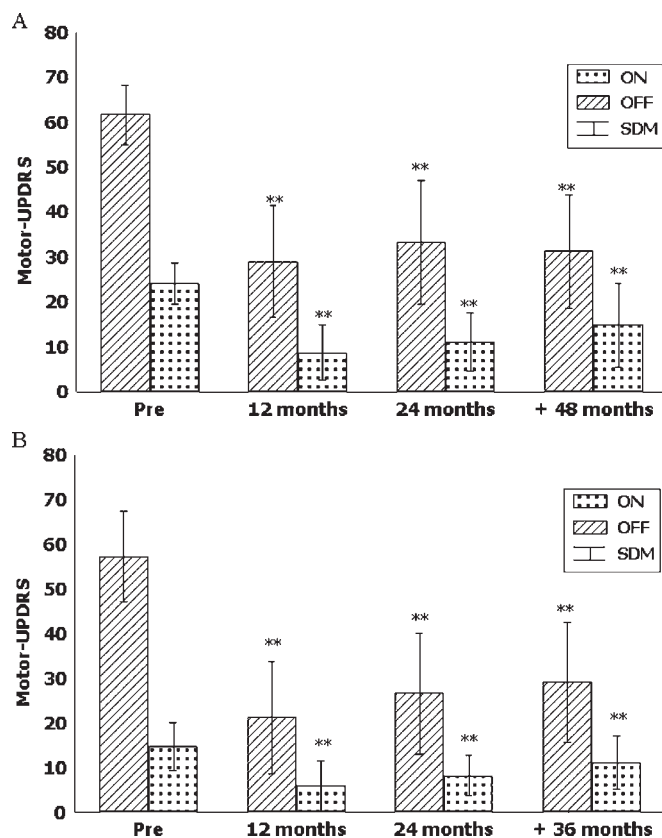 A
80
70
60
50
40
30
20
10
0
Motor-UPDRS
ON
OFF
SDM
**
**
**
**
**
**
Pre
12 months
24 months
+ 48 months
B
80
70
60
50
40
30
20
10
0
Motor-UPDRS
ON
OFF
SDM
**
**
**
**
**
**
Pre
12 months
24 months
+ 36 months